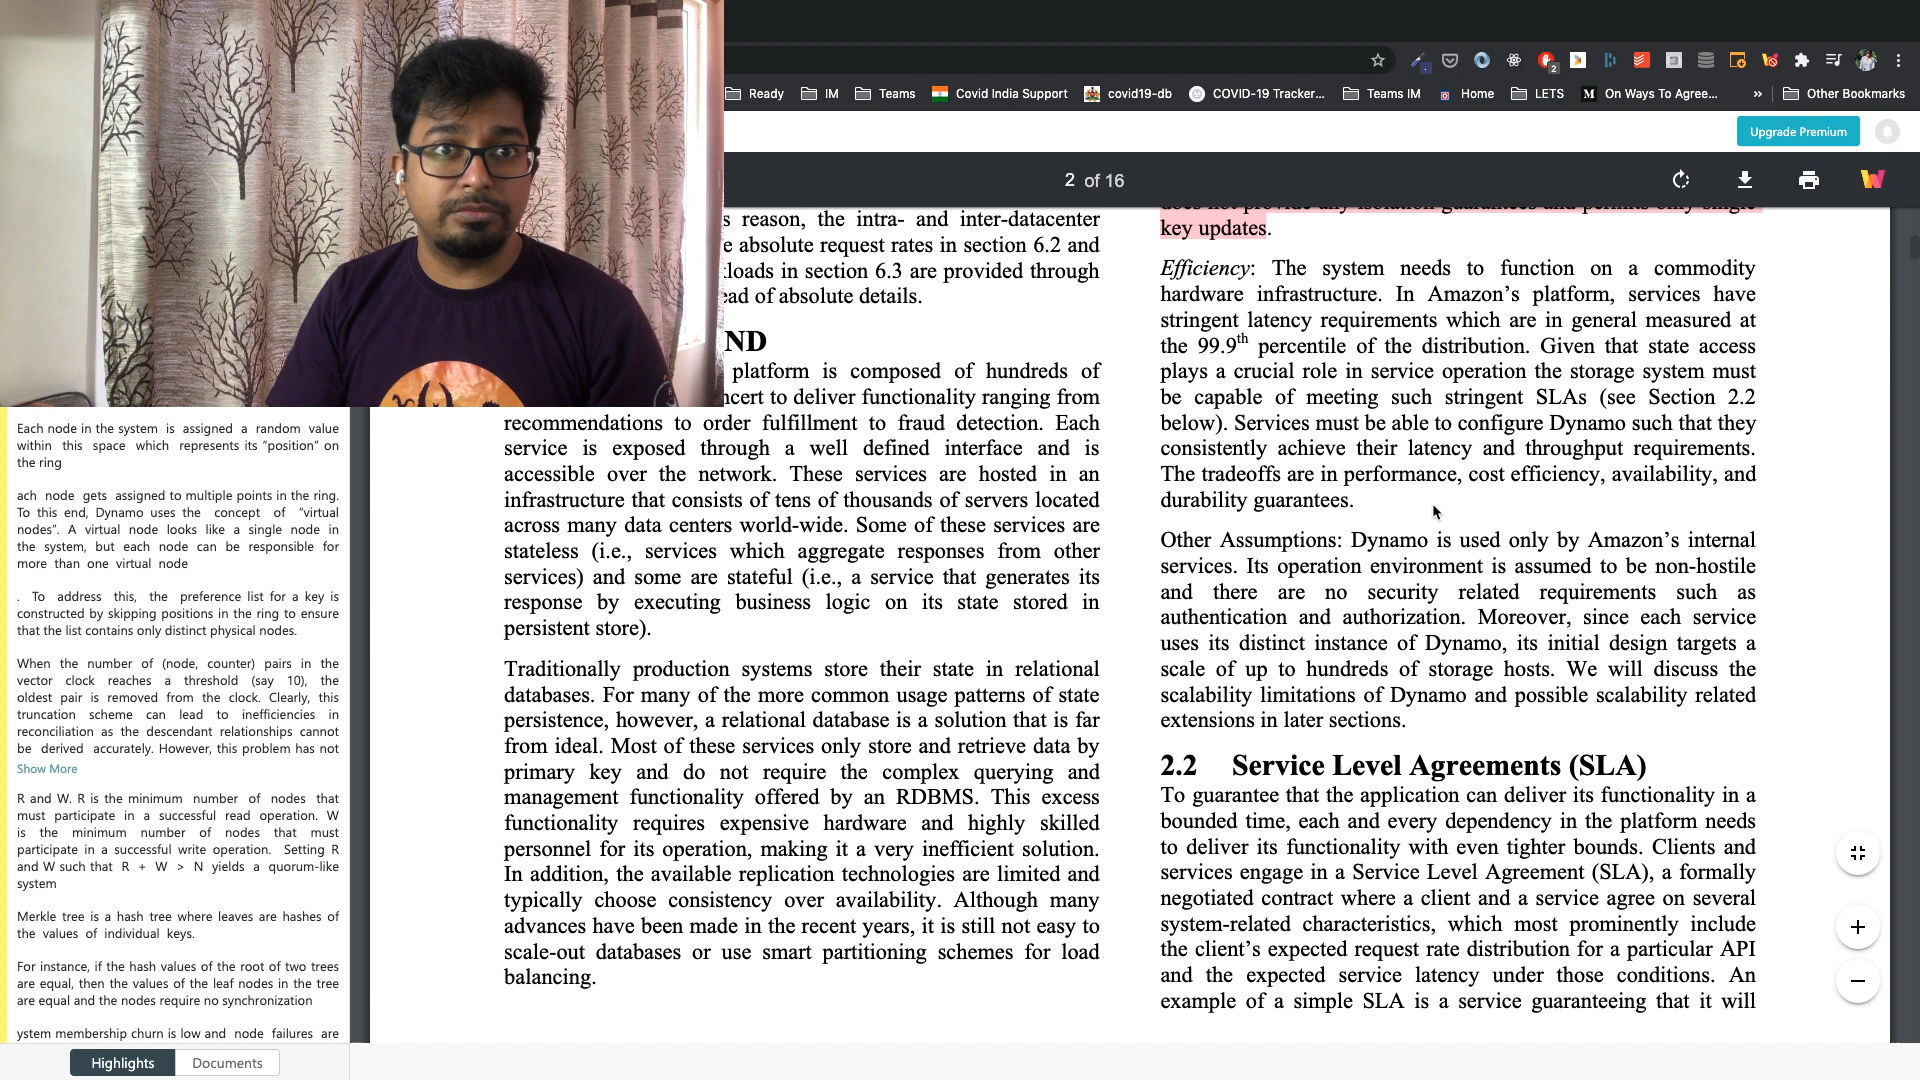 Ready
IM
Teams
Covid India Support
covid19-db
COVID-19 Tracker...
Teams IM
Home
LETS
M On Ways To Agree...
»
Other Bookmarks
2
Upgrade Premium
2 of 16
s reason, the intra- and inter-datacenter
e absolute request rates in section 6.2 and
loads in section 6.3 are provided through
ead of absolute details.
ND
platform is composed of hundreds of
ncert to deliver functionality ranging from
recommendations to order fulfillment to fraud detection. Each
service is exposed through a well defined interface and is
accessible over the network. These services are hosted in an
infrastructure that consists of tens of thousands of servers located
across many data centers world-wide. Some of these services are
stateless (i.e., services which aggregate responses from other
services) and some are stateful (i.e., a service that generates its
response by executing business logic on its state stored in
persistent store).
Traditionally production systems store their state in relational
databases. For many of the more common usage patterns of state
persistence, however, a relational database is a solution that is far
from ideal. Most of these services only store and retrieve data by
primary key and do not require the complex querying and
management functionality offered by an RDBMS. This excess
functionality requires expensive hardware and highly skilled
personnel for its operation, making it a very inefficient solution.
In addition, the available replication technologies are limited and
typically choose consistency over availability. Although many
advances have been made in the recent years, it is still not easy to
scale-out databases or use smart partitioning schemes for load
balancing.
does not provide any isolation guarantees and permits only single
key updates.
Efficiency: The system needs to function on a commodity
hardware infrastructure. In Amazon’s platform, services have
stringent latency requirements which are in general measured at
the 99.9th percentile of the distribution. Given that state access
plays a crucial role in service operation the storage system must
be capable of meeting such stringent SLAs (see Section 2.2
below). Services must be able to configure Dynamo such that they
consistently achieve their latency and throughput requirements.
The tradeoffs are in performance, cost efficiency, availability, and
durability guarantees.
Other Assumptions: Dynamo is used only by Amazon’s internal
services. Its operation environment is assumed to be non-hostile
and there are no security related requirements such as
authentication and authorization. Moreover, since each service
uses its distinct instance of Dynamo, its initial design targets a
scale of up to hundreds of storage hosts. We will discuss the
scalability limitations of Dynamo and possible scalability related
extensions in later sections.
2.2 Service Level Agreements (SLA)
To guarantee that the application can deliver its functionality in a
bounded time, each and every dependency in the platform needs
to deliver its functionality with even tighter bounds. Clients and
services engage in a Service Level Agreement (SLA), a formally
negotiated contract where a client and a service agree on several
system-related characteristics, which most prominently include
the client’s expected request rate distribution for a particular API
and the expected service latency under those conditions. An
example of a simple SLA is a service guaranteeing that it will
Each node in the system is assigned a random value
within this space which represents its “position” on
the ring
ach node gets assigned to multiple points in the ring.
To this end, Dynamo uses the concept of “virtual
nodes”. A virtual node looks like a single node in
the system, but each node can be responsible for
more than one virtual node
. To address this, the preference list for a key is
constructed by skipping positions in the ring to ensure
that the list contains only distinct physical nodes.
When the number of (node, counter) pairs in the
vector clock reaches a threshold (say 10), the
oldest pair is removed from the clock. Clearly, this
truncation scheme can lead to inefficiencies in
reconciliation as the descendant relationships cannot
be derived accurately. However, this problem has not
Show More
R and W. R is the minimum number of nodes that
must participate in a successful read operation. W
is the minimum number of nodes that must
participate in a successful write operation. Setting R
and W such that R + W > N yields a quorum-like
system
Merkle tree is a hash tree where leaves are hashes of
the values of individual keys.
For instance, if the hash values of the root of two trees
are equal, then the values of the leaf nodes in the tree
are equal and the nodes require no synchronization
ystem membership churn is low and node failures are
Highlights
Documents